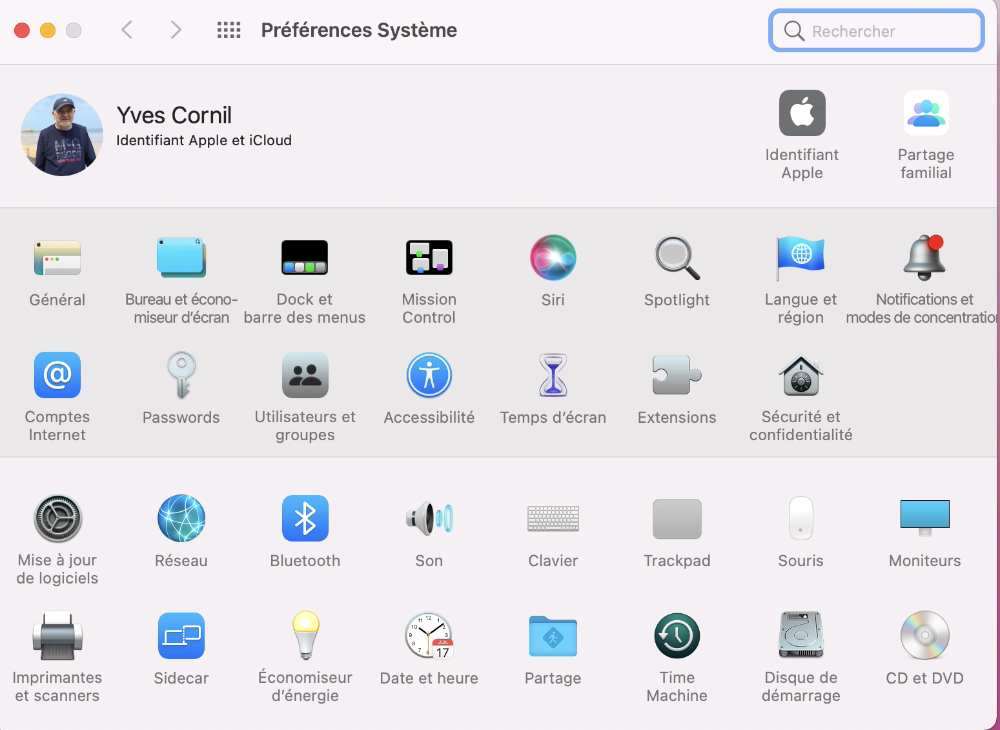 Préférences Système
Rechercher
Yves Cornil
Identifiant Apple et iCloud
Identifiant
Apple
Partage
familial
Général
Bureau et écono-
miseur d’écran
Dock et
barre des menus
Mission
Control
Siri
Spotlight
Langue et
région
Notifications et
modes de concentration
Comptes
Internet
Passwords
Utilisateurs et
groupes
Accessibilité
Temps d’écran
Extensions
Sécurité et
confidentialité
Mise à jour
de logiciels
Réseau
Bluetooth
Son
Clavier
Trackpad
Souris
Moniteurs
Imprimantes
et scanners
Sidecar
Économiseur
d’énergie
JUL
17
Date et heure
Partage
Time
Machine
Disque de
démarrage
CD et DVD